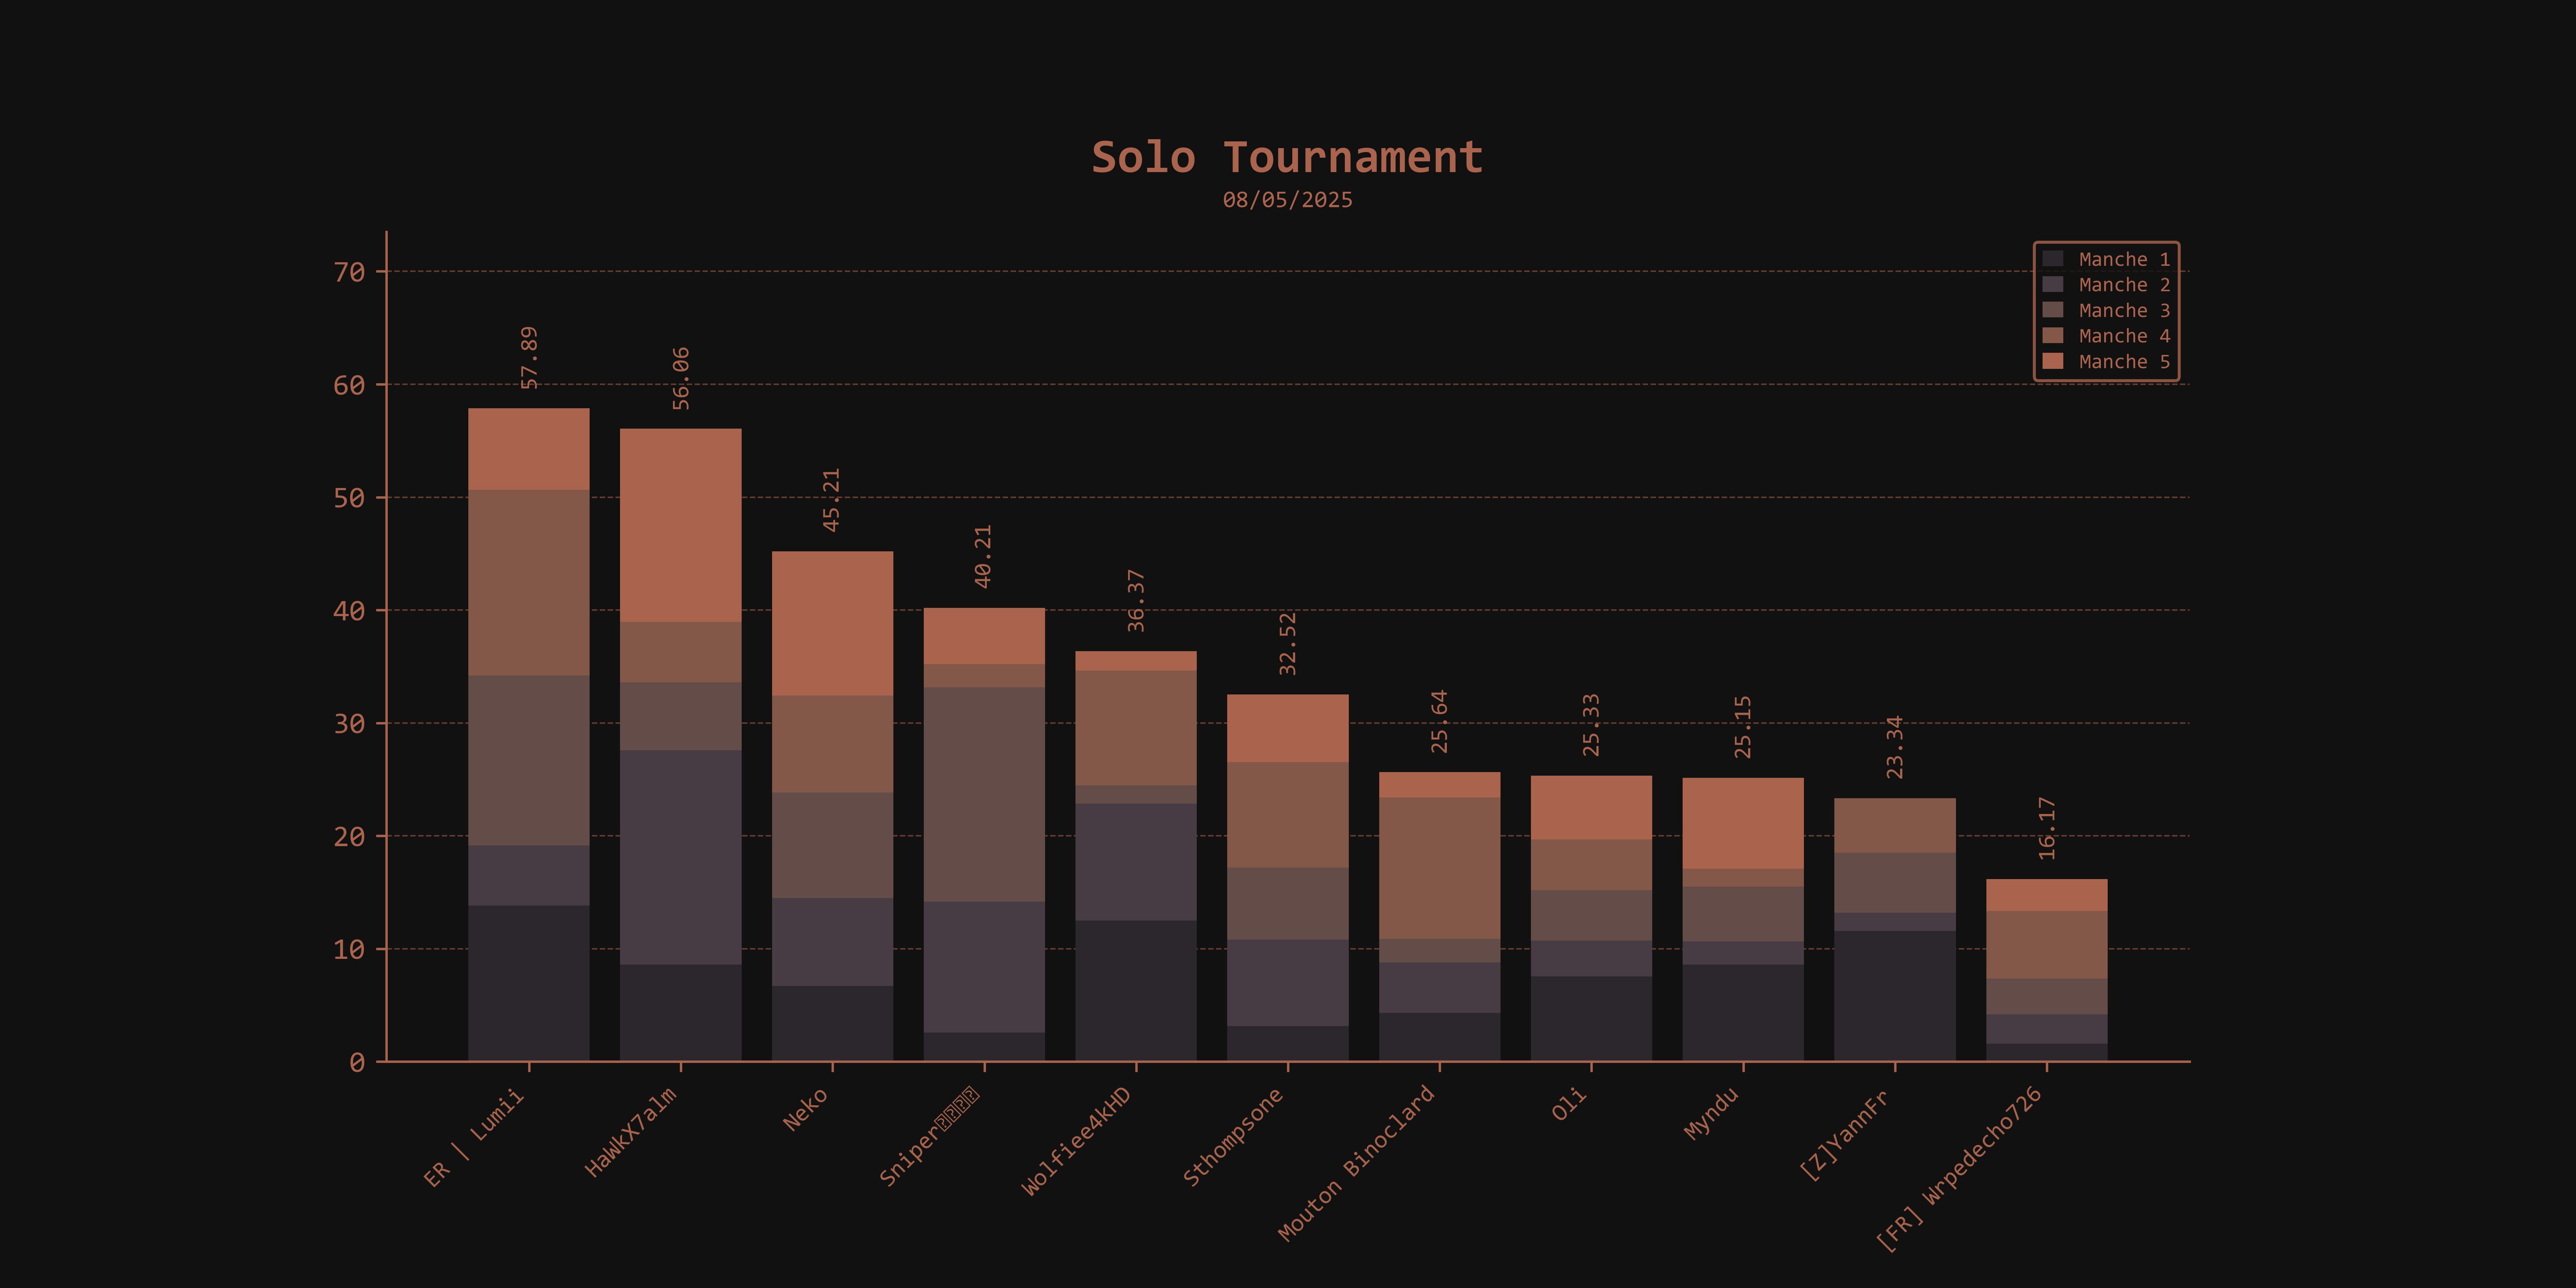 Solo Tournament
08/05/2025
Manche 1
Manche 2
Manche 3
Manche 4
Manche 5
70
60
50
40
30
20
10
0
57.89
56.06
45.21
40.21
36.37
32.52
25.64
25.33
25.15
23.34
16.17
ER | Lumii
HaWkX7alm
Neko
Sniper
Wolfiee4kHD
Sthompsone
Mouton Binoclard
Oli
Myndu
[Z]YannFr
[FR] Wrpedecho726